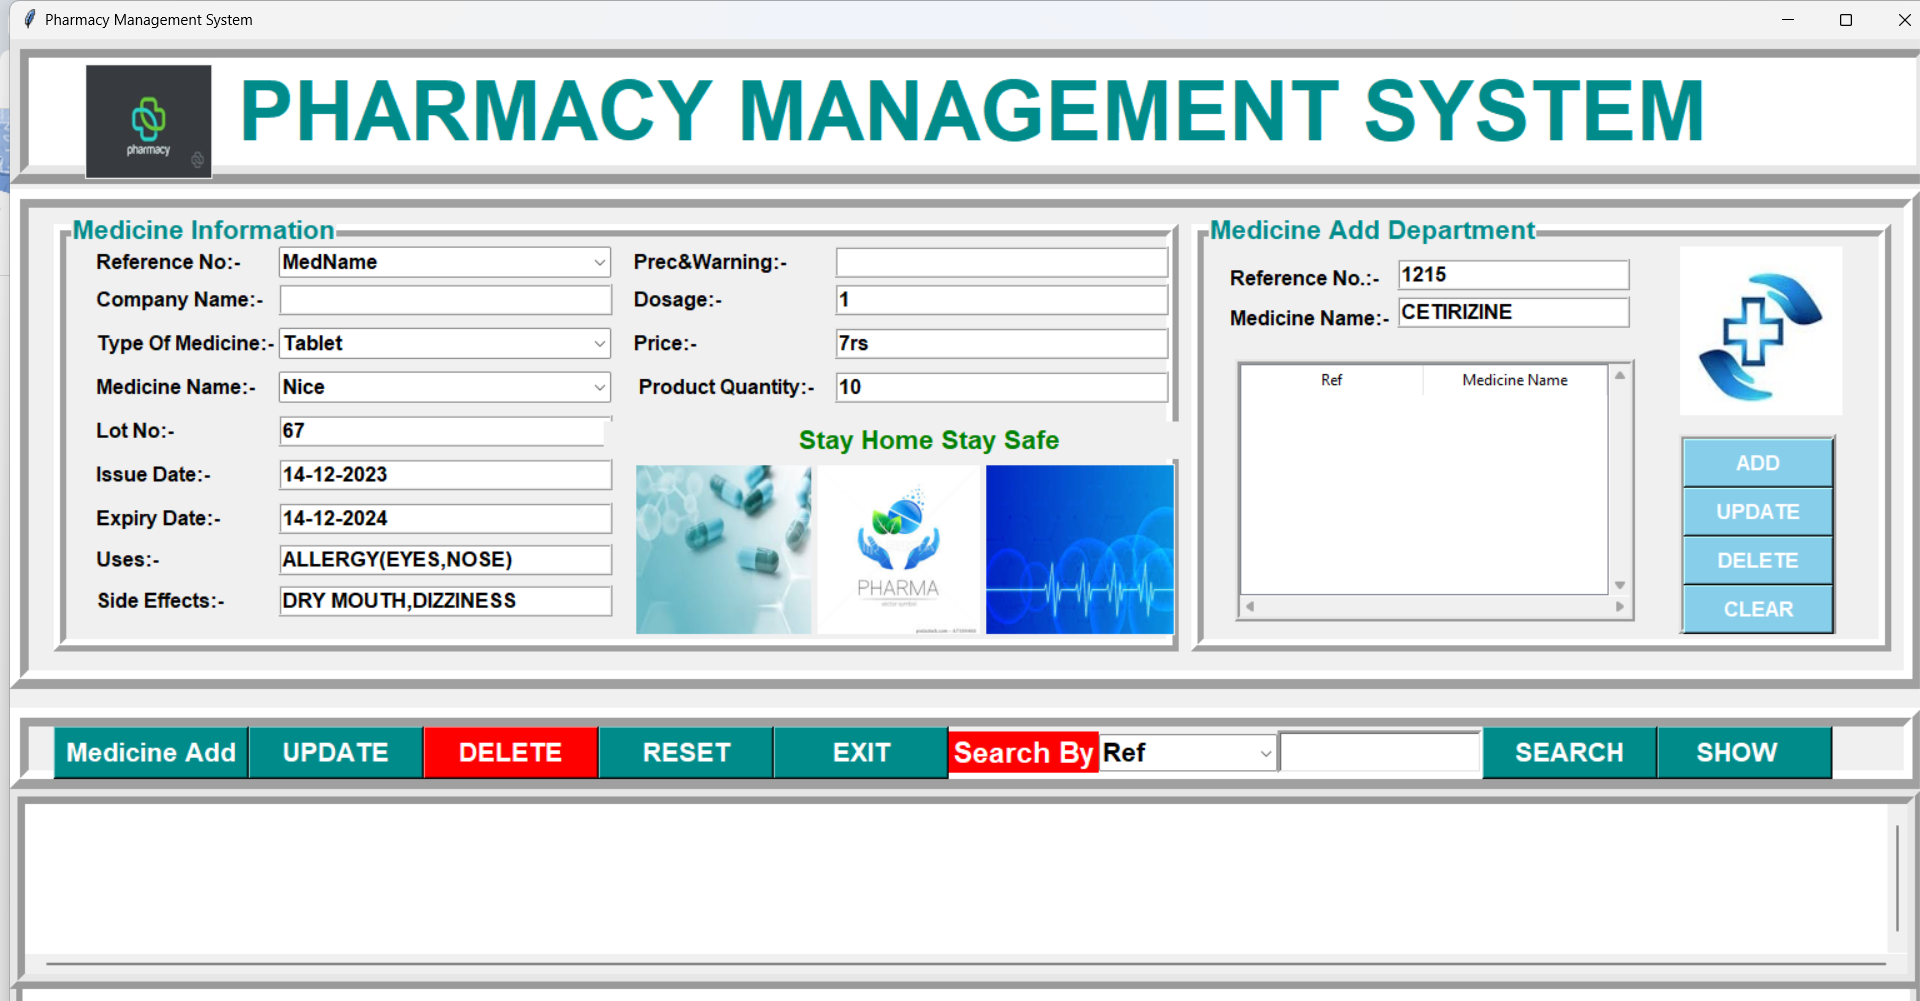 Pharmacy Management System
pharmacy
PHARMACY MANAGEMENT SYSTEM
Medicine Information
Reference No:- MedName
Prec&Warning:-
Company Name:-
Dosage:- 1
Type Of Medicine:- Tablet
Price:- 7rs
Medicine Name:- Nice
Product Quantity:- 10
Lot No:- 67
Issue Date:- 14-12-2023
Expiry Date:- 14-12-2024
Uses:- ALLERGY(EYES,NOSE)
Side Effects:- DRY MOUTH,DIZZINESS
Stay Home Stay Safe
PHARMA
vector symbol
Medicine Add Department
Reference No.:- 1215
Medicine Name:- CETIRIZINE
Ref Medicine Name
ADD
UPDATE
DELETE
CLEAR
Medicine Add UPDATE DELETE RESET EXIT Search By Ref SEARCH SHOW